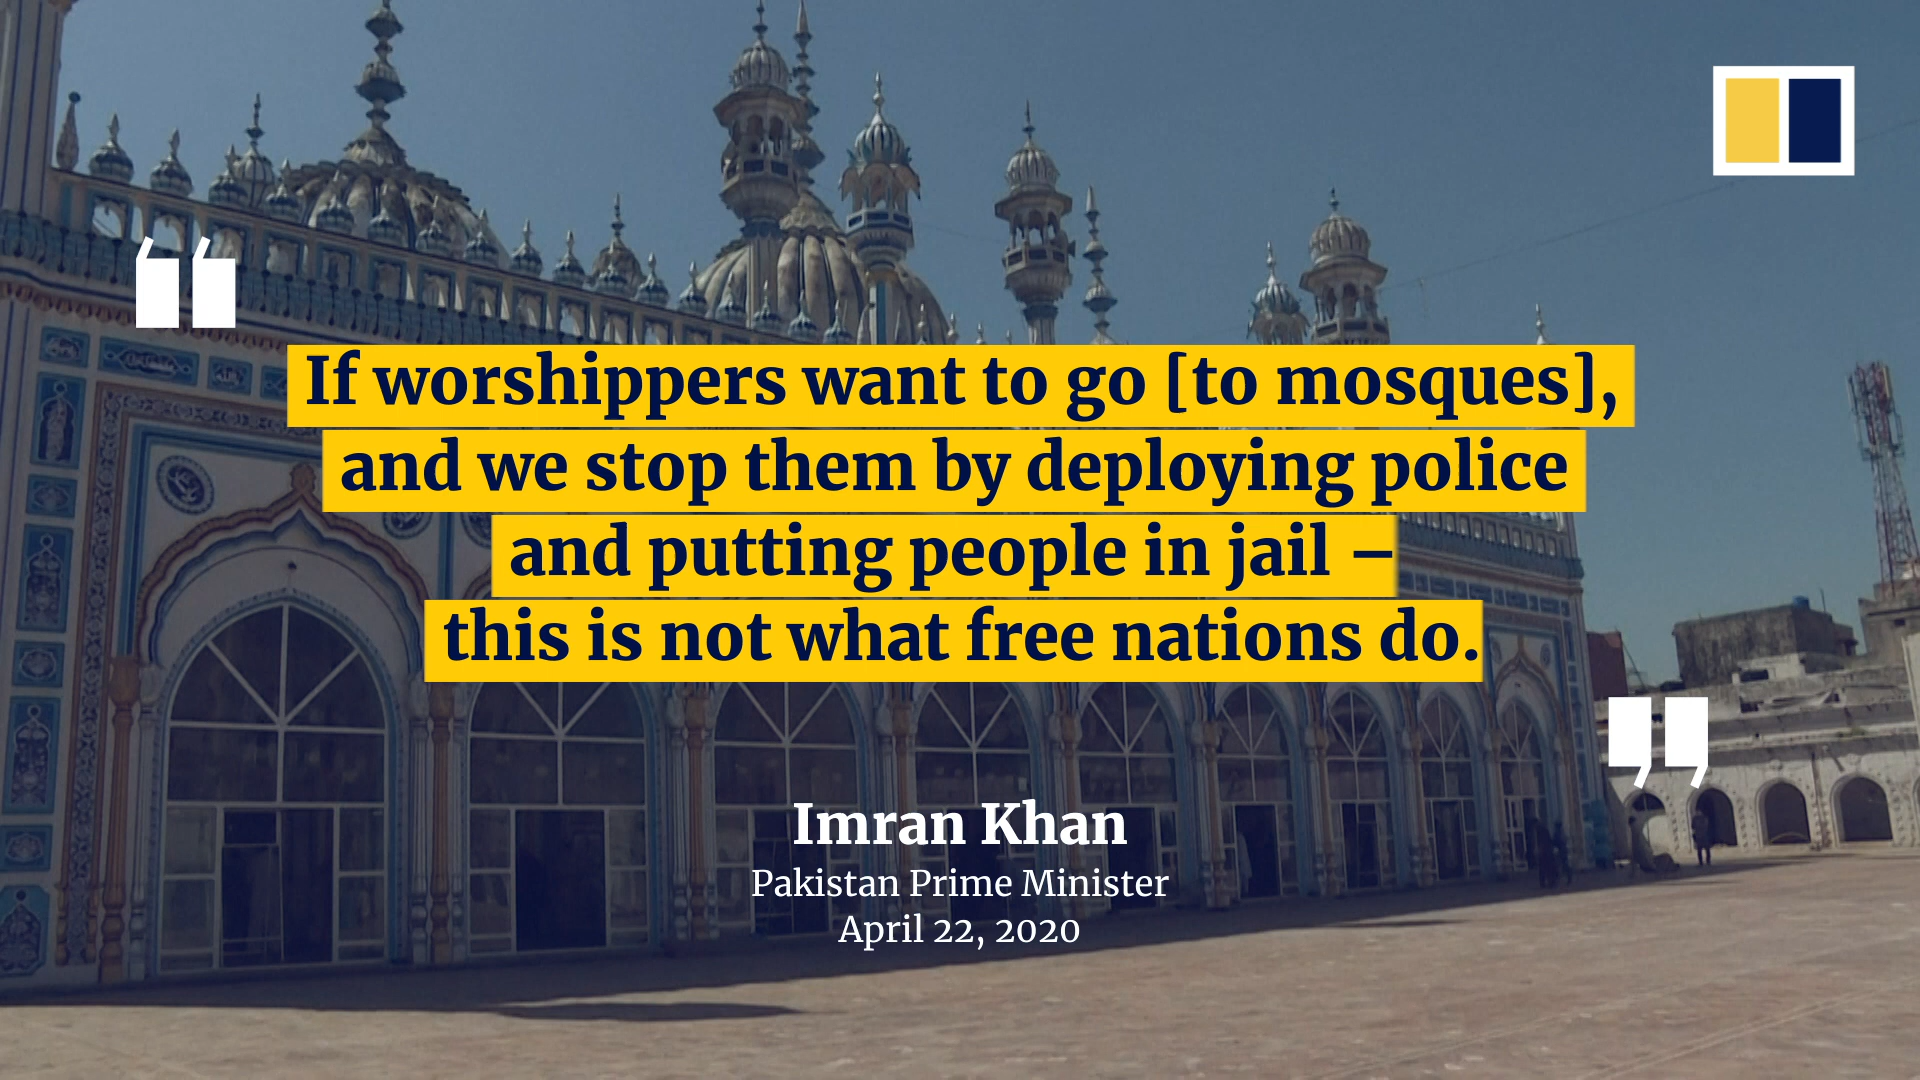 “
If worshippers want to go [to mosques],
and we stop them by deploying police
and putting people in jail –
this is not what free nations do.
”
Imran Khan
Pakistan Prime Minister
April 22, 2020